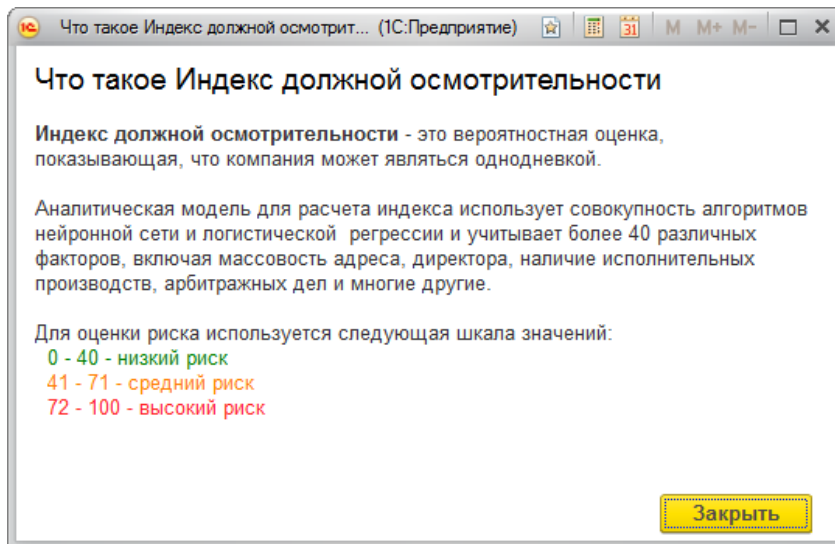 Что такое Индекс должной осмотрит... (1С:Предприятие) 31 M M+ M-
Что такое Индекс должной осмотрительности
Индекс должной осмотрительности - это вероятностная оценка,
показывающая, что компания может являться однодневкой.
Аналитическая модель для расчета индекса использует совокупность алгоритмов
нейронной сети и логистической регрессии и учитывает более 40 различных
факторов, включая массовость адреса, директора, наличие исполнительных
производств, арбитражных дел и многие другие.
Для оценки риска используется следующая шкала значений:
0 - 40 - низкий риск
41 - 71 - средний риск
72 - 100 - высокий риск
Закрыть